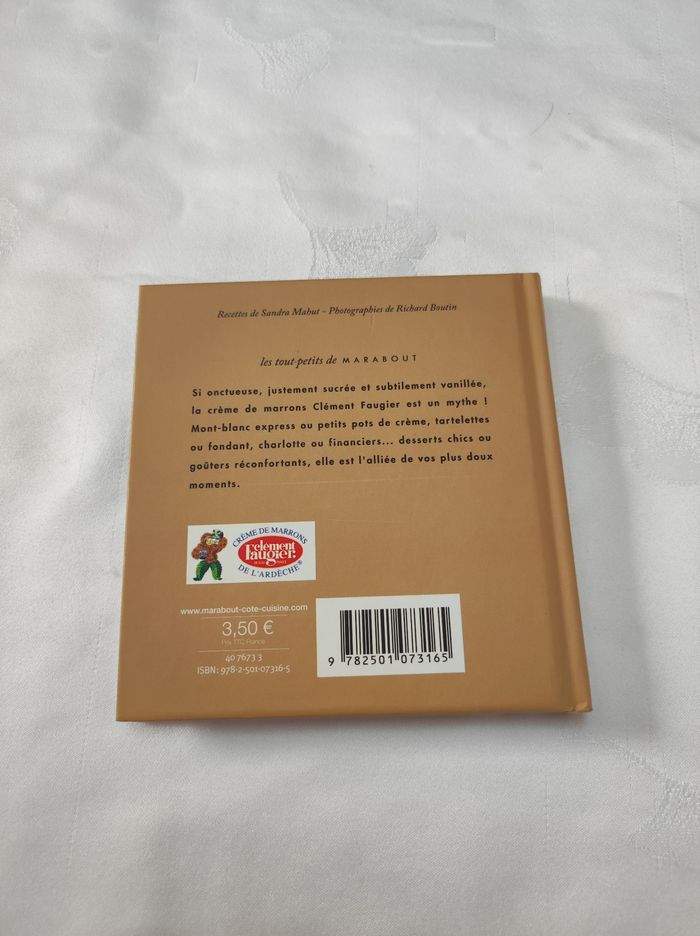 Recettes de Sandra Mahut - Photographies de Richard Boutin
les tout-petits de MARABOUT
Si onctueuse, justement sucrée et subtilement vanillée,
la crème de marrons Clément Faugier est un mythe !
Mont-blanc express ou petits pots de crème, tartelettes
ou fondant, charlotte ou financiers... desserts chics ou
goûters réconfortants, elle est l'alliée de vos plus doux
moments.
CRÈME DE MARRONS
clément
Faugier
DE L'ARDÈCHE®
www.marabout-cote-cuisine.com
3,50 €
Prix TTC France
40 7673 3
ISBN : 978-2-501-07316-5
9 782501 073165